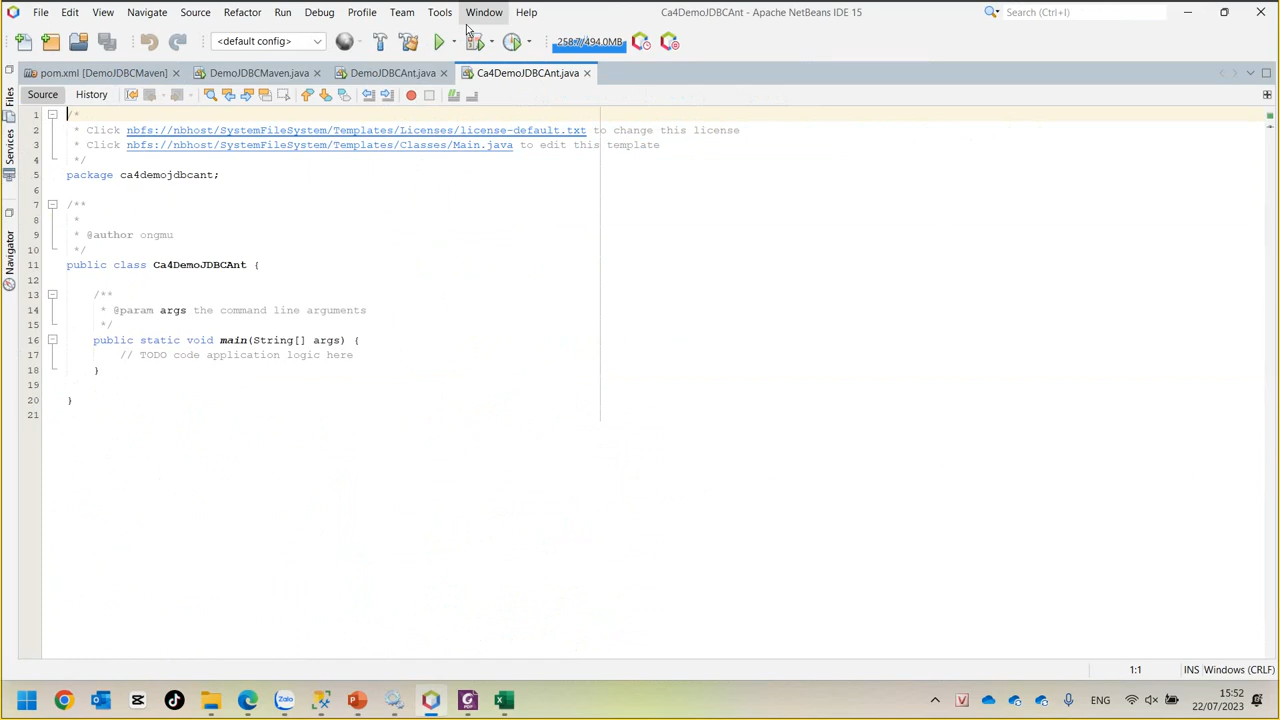 File Edit View Navigate Source Refactor Run Debug Profile Team Tools Window Help
Ca4DemoJDBCAnt - Apache NetBeans IDE 15
Search (Ctrl+I)
<default config>
258.7/494.0MB
pom.xml [DemoJDBCMaven]
DemoJDBCMaven.java
DemoJDBCAnt.java
Ca4DemoJDBCAnt.java
Source History
Files
Services
Navigator
1 /*
2 * Click nbfs://nbhost/SystemFileSystem/Templates/Licenses/license-default.txt to change this license
3 * Click nbfs://nbhost/SystemFileSystem/Templates/Classes/Main.java to edit this template
4 */
5 package ca4demojdbcant;
6
7 /**
8 *
9 * @author ongmu
10 */
11 public class Ca4DemoJDBCAnt {
12
13 /**
14 * @param args the command line arguments
15 */
16 public static void main(String[] args) {
17 // TODO code application logic here
18 }
19
20 }
21
1:1
INS Windows (CRLF)
Zalo
PDF
ENG
15:52
22/07/2023